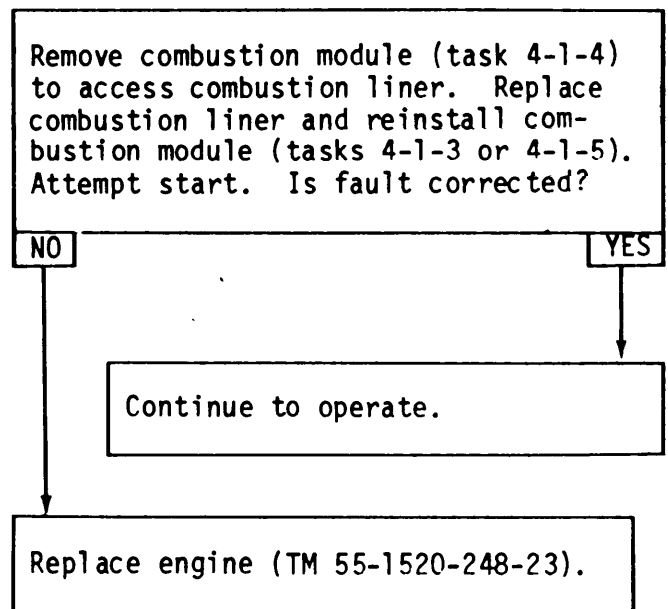 Remove combustion module (task 4-1-4)
to access combustion liner. Replace
combustion liner and reinstall com-
bustion module (tasks 4-1-3 or 4-1-5).
Attempt start. Is fault corrected?
NO
YES
Continue to operate.
Replace engine (TM 55-1520-248-23).